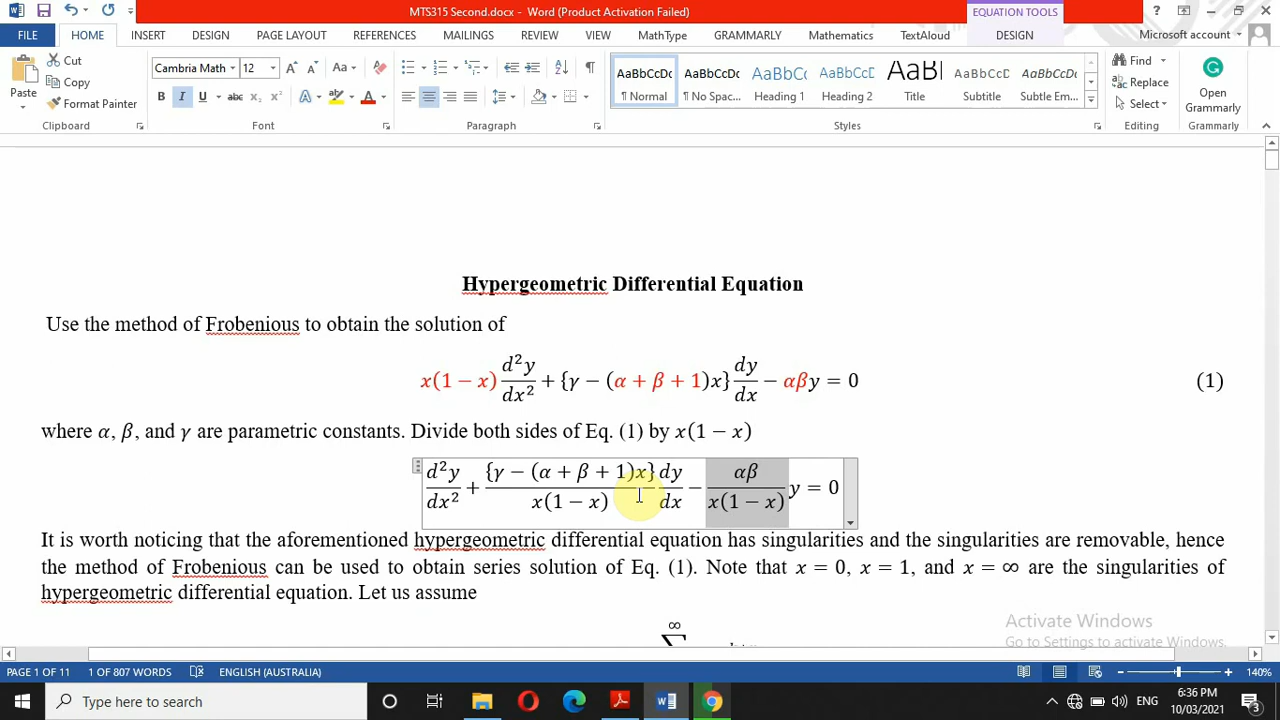 MTS315 Second.docx - Word (Product Activation Failed)
EQUATION TOOLS
?
FILE HOME INSERT DESIGN PAGE LAYOUT REFERENCES MAILINGS REVIEW VIEW MathType GRAMMARLY Mathematics TextAloud DESIGN Microsoft account
Paste
Cut
Copy
Format Painter
Clipboard
Cambria Math 12
Aa
B I U abc x₂ x²
A A
Font
Paragraph
AaBbCcDc AaBbCcDc AaBbCc AaBbCcD AaBl AaBbCcD AaBbCcDc
¶ Normal ¶ No Spac... Heading 1 Heading 2 Title Subtitle Subtle Em...
Styles
Find
Replace
Select
Editing
Open
Grammarly
Grammarly
Hypergeometric Differential Equation
Use the method of Frobenious to obtain the solution of
x(1 − x) d²y/dx² + {γ − (α + β + 1)x} dy/dx − αβy = 0 (1)
where α, β, and γ are parametric constants. Divide both sides of Eq. (1) by x(1 − x)
d²y/dx² + {γ − (α + β + 1)x}/x(1 − x) dy/dx − αβ/x(1 − x) y = 0
It is worth noticing that the aforementioned hypergeometric differential equation has singularities and the singularities are removable, hence
the method of Frobenious can be used to obtain series solution of Eq. (1). Note that x = 0, x = 1, and x = ∞ are the singularities of
hypergeometric differential equation. Let us assume
∞
Activate Windows
Go to Settings to activate Windows.
PAGE 1 OF 11 1 OF 807 WORDS ENGLISH (AUSTRALIA) 140%
Type here to search
ENG
6:36 PM
10/03/2021
3